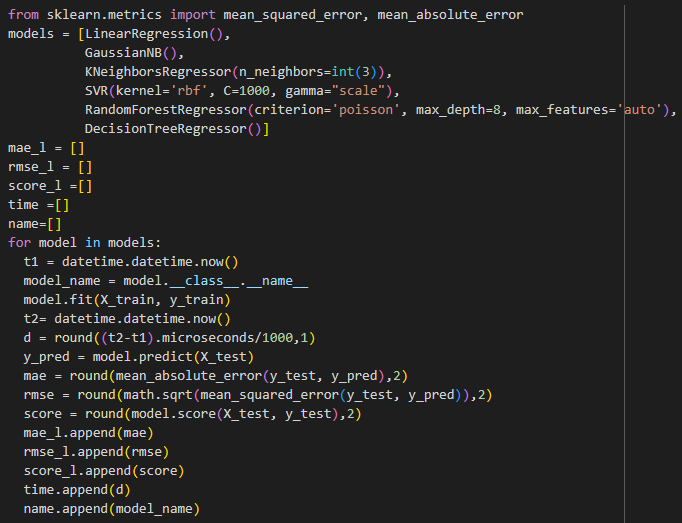 from sklearn.metrics import mean_squared_error, mean_absolute_error
models = [LinearRegression(),
          GaussianNB(),
          KNeighborsRegressor(n_neighbors=int(3)),
          SVR(kernel='rbf', C=1000, gamma="scale"),
          RandomForestRegressor(criterion='poisson', max_depth=8, max_features='auto'),
          DecisionTreeRegressor()]
mae_l = []
rmse_l = []
score_l =[]
time =[]
name=[]
for model in models:
  t1 = datetime.datetime.now()
  model_name = model.__class__.__name__
  model.fit(X_train, y_train)
  t2= datetime.datetime.now()
  d = round((t2-t1).microseconds/1000,1)
  y_pred = model.predict(X_test)
  mae = round(mean_absolute_error(y_test, y_pred),2)
  rmse = round(math.sqrt(mean_squared_error(y_test, y_pred)),2)
  score = round(model.score(X_test, y_test),2)
  mae_l.append(mae)
  rmse_l.append(rmse)
  score_l.append(score)
  time.append(d)
  name.append(model_name)